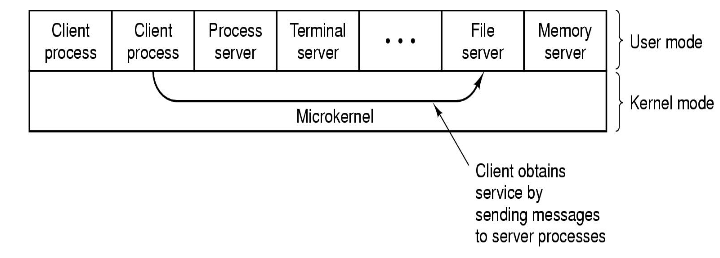 Client process
Client process
Process server
Terminal server
• • •
File server
Memory server
User mode
Microkernel
Kernel mode
Client obtains
service by
sending messages
to server processes